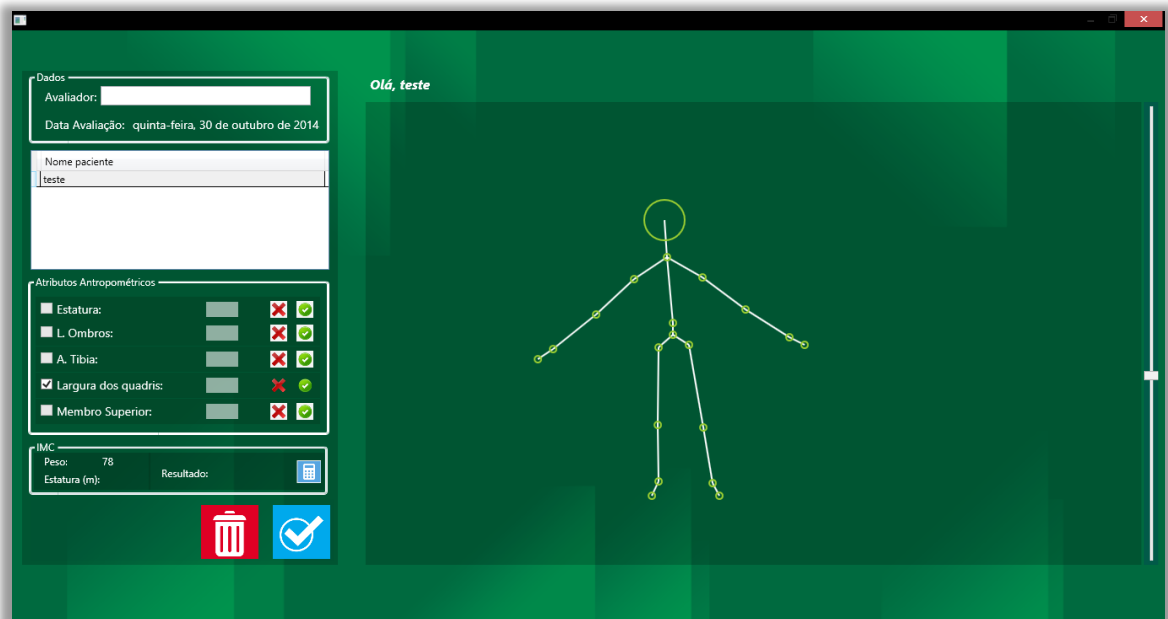 Dados
Avaliador:
Data Avaliação: quinta-feira, 30 de outubro de 2014
Nome paciente
teste
Atributos Antropométricos
Estatura:
L. Ombros:
A. Tibia:
Largura dos quadris:
Membro Superior:
IMC
Peso: 78
Estatura (m):
Resultado:
Olá, teste